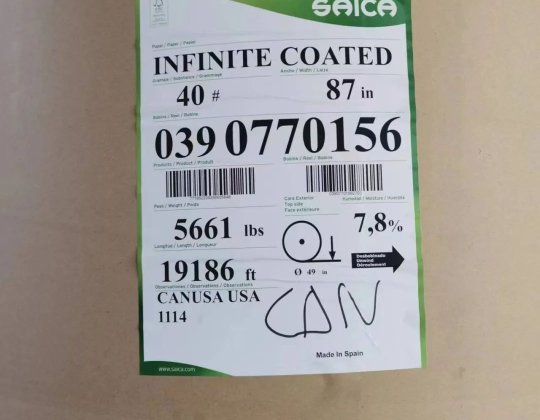 SAICA
Papel / Paper / Papier
INFINITE COATED
Gramaje / Substance / Grammage
Ancho / Width / Laize
40 # 87 in
Bobina / Reel / Bobine
039 0770156
Producto / Product / Produit
Bobina / Reel / Bobine
Peso / Weight / Poids
Cara Exterior
Top side
Face extérieure
Humedad / Moisture / Humidité
5661 lbs
7,8%
Longitud / Length / Longueur
Desbobinado
Unwind
Déroulement
19186 ft
Ø 49 in
Observaciones / Observations / Observations
CANUSA USA
1114
CAN
Made In Spain
www.saica.com